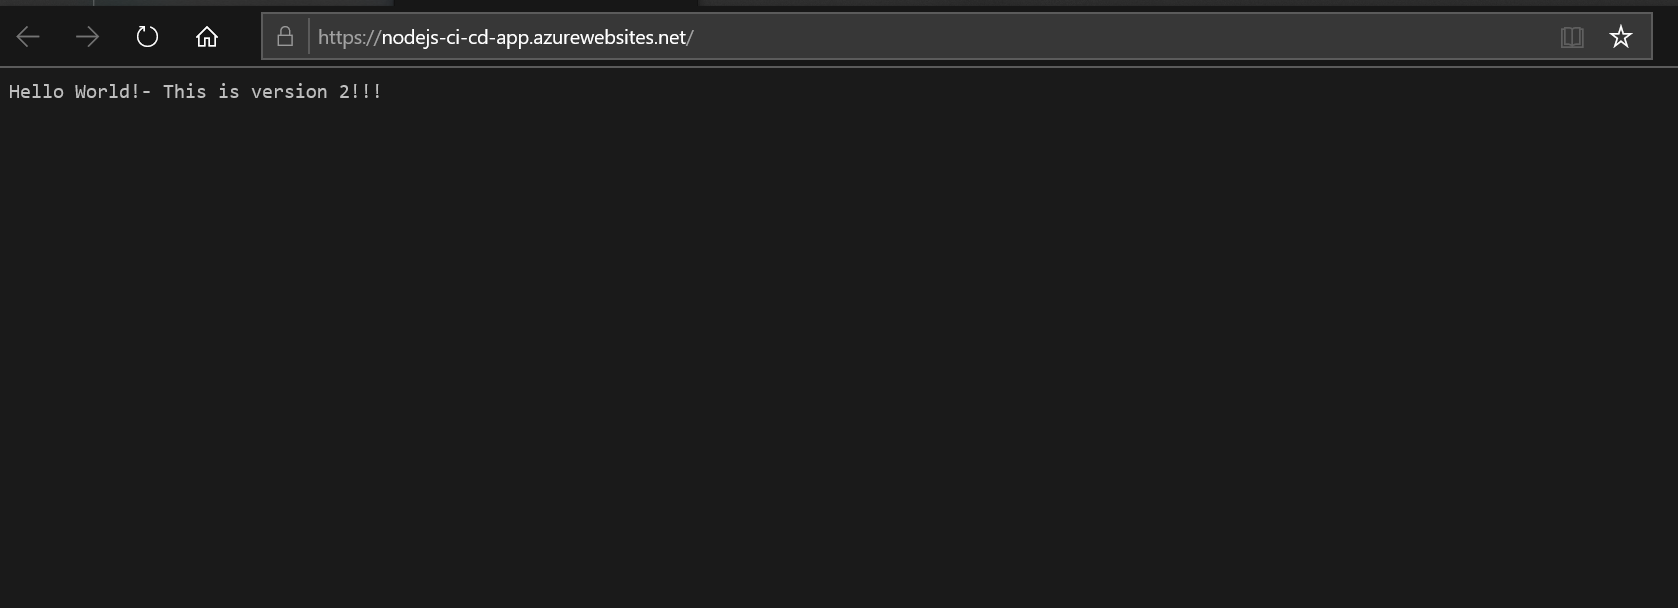 https://nodejs-ci-cd-app.azurewebsites.net/
Hello World!- This is version 2!!!